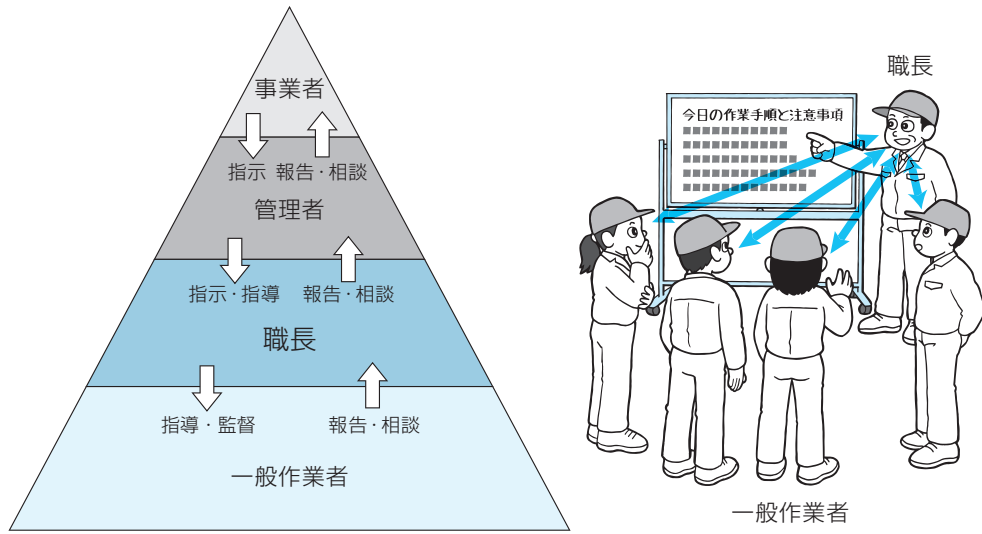 事業者
指示 報告・相談
管理者
指示・指導 報告・相談
職長
指導・監督 報告・相談
一般作業者
職長
今日の作業手順と注意事項
一般作業者